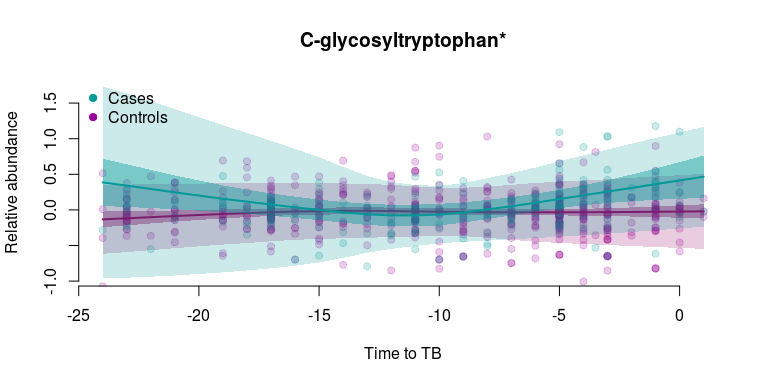 C-glycosyltryptophan*
Relative abundance
1.5
1.0
0.5
0.0
-1.0
Cases
Controls
-25
-20
-15
-10
-5
0
Time to TB